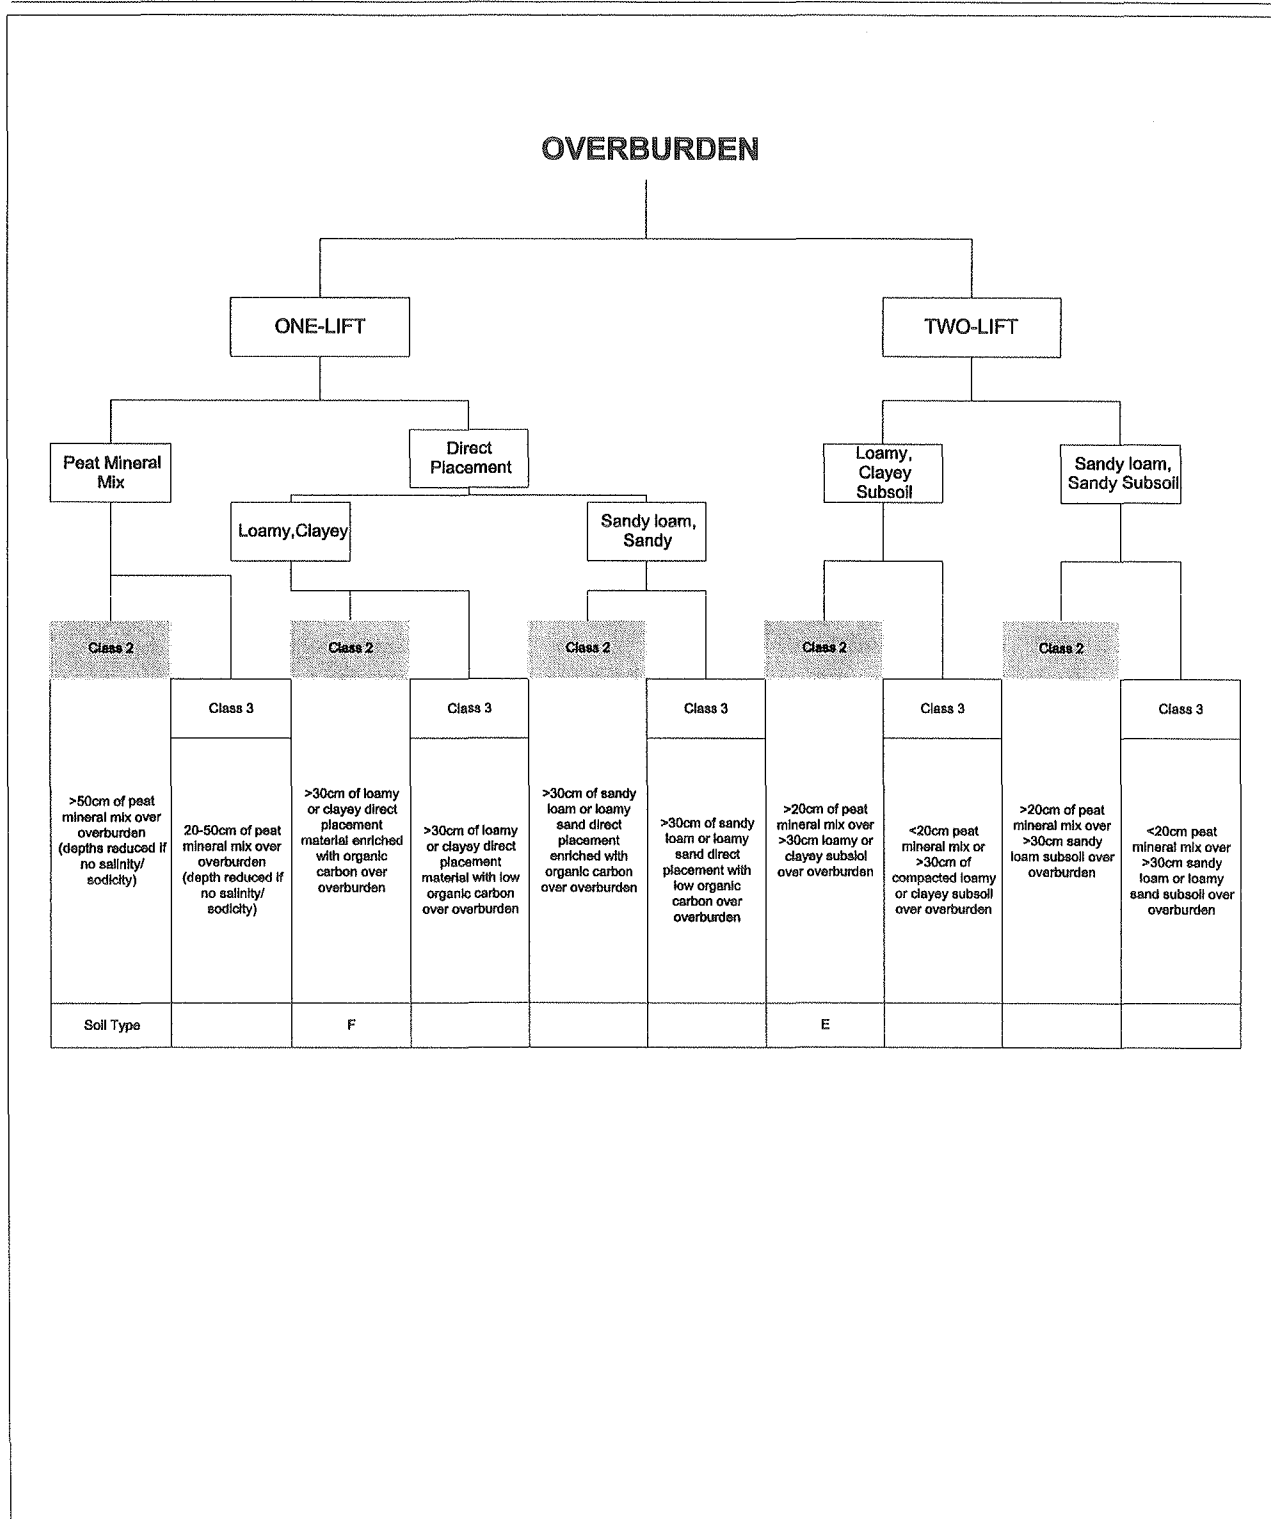 OVERBURDEN
ONE-LIFT
TWO-LIFT
Peat Mineral
Mix
Direct
Placement
Loamy,
Clayey
Subsoil
Sandy loam,
Sandy Subsoil
Loamy,Clayey
Sandy loam,
Sandy
Class 2
Class 2
Class 2
Class 2
Class 2
Class 3
Class 3
Class 3
Class 3
Class 3
>50cm of peat
mineral mix over
overburden
(depths reduced if
no salinity/
sodicity)
20-50cm of peat
mineral mix over
overburden
(depth reduced if
no salinity/
sodicity)
>30cm of loamy
or clayey direct
placement
material enriched
with organic
carbon over
overburden
>30cm of loamy
or clayey direct
placement
material with low
organic carbon
over overburden
>30cm of sandy
loam or loamy
sand direct
placement
enriched with
organic carbon
over overburden
>30cm of sandy
loam or loamy
sand direct
placement with
low organic
carbon over
overburden
>20cm of peat
mineral mix over
>30cm loamy or
clayey subslol
over overburden
<20cm peat
mineral mix or
>30cm of
compacted loamy
or clayey subsoil
over overburden
>20cm of peat
mineral mix over
>30cm sandy
loam subsoil over
overburden
<20cm peat
mineral mix over
>30cm sandy
loam or loamy
sand subsoil over
overburden
Soil Type
F
E